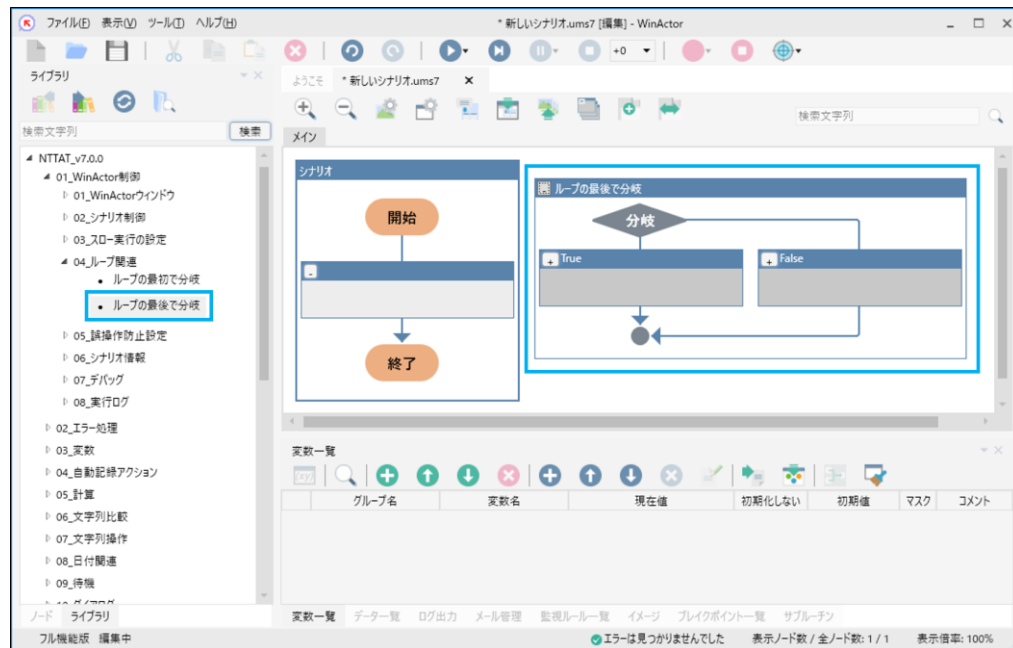 ファイル(F) 表示(V) ツール(T) ヘルプ(H)
* 新しいシナリオ.ums7 [編集] - WinActor
+0
ライブラリ
検索文字列
検索
NTTAT_v7.0.0
01_WinActor制御
01_WinActorウィンドウ
02_シナリオ制御
03_スロー実行の設定
04_ループ関連
ループの最初で分岐
ループの最後で分岐
05_誤操作防止設定
06_シナリオ情報
07_デバッグ
08_実行ログ
02_エラー処理
03_変数
04_自動記録アクション
05_計算
06_文字列比較
07_文字列操作
08_日付関連
09_待機
ノード ライブラリ
ようこそ * 新しいシナリオ.ums7
検索文字列
メイン
シナリオ
開始
終了
ループの最後で分岐
分岐
True
False
変数一覧
グループ名 変数名 現在値 初期化しない 初期値 マスク コメント
変数一覧 データ一覧 ログ出力 メール管理 監視ルール一覧 イメージ ブレイクポイント一覧 サブルーチン
フル機能版 編集中
エラーは見つかりませんでした 表示ノード数 / 全ノード数: 1 / 1 表示倍率: 100%